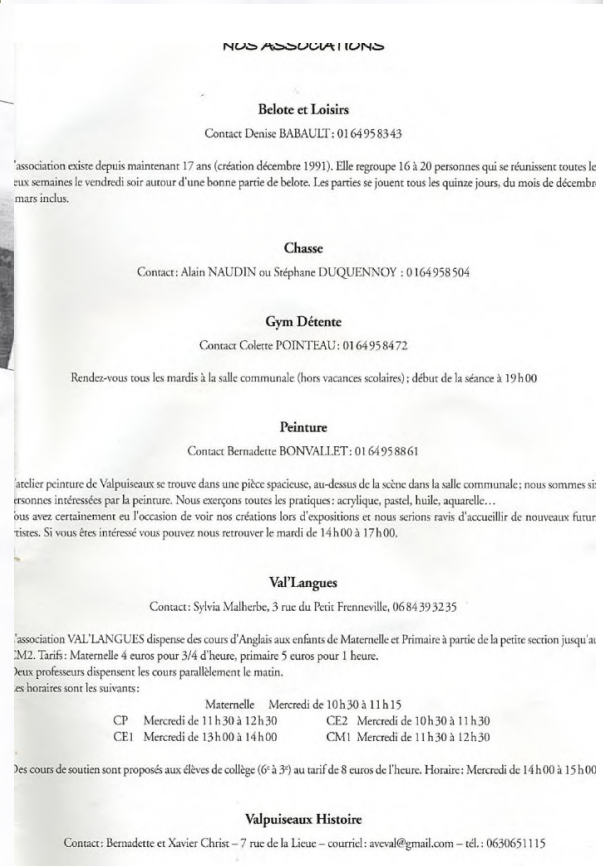 NOS ASSOCIATIONS
Belote et Loisirs
Contact Denise BABAULT : 01 64 95 83 43
'association existe depuis maintenant 17 ans (création décembre 1991). Elle regroupe 16 à 20 personnes qui se réunissent toutes le
eux semaines le vendredi soir autour d'une bonne partie de belote. Les parties se jouent tous les quinze jours, du mois de décembre
mars inclus.
Chasse
Contact : Alain NAUDIN ou Stéphane DUQUENNOY : 0 164 958 504
Gym Détente
Contact Colette POINTEAU : 01 64 95 84 72
Rendez-vous tous les mardis à la salle communale (hors vacances scolaires) ; début de la séance à 19 h 00
Peinture
Contact Bernadette BONVALLET : 01 64 95 88 61
'atelier peinture de Valpuiseaux se trouve dans une pièce spacieuse, au-dessus de la scène dans la salle communale ; nous sommes si
ersonnes intéressées par la peinture. Nous exerçons toutes les pratiques : acrylique, pastel, huile, aquarelle…
ous avez certainement eu l'occasion de voir nos créations lors d'expositions et nous serions ravis d'accueillir de nouveaux futur
rtistes. Si vous êtes intéressé vous pouvez nous retrouver le mardi de 14 h 00 à 17 h 00.
Val'Langues
Contact : Sylvia Malherbe, 3 rue du Petit Frenneville, 06 84 39 32 35
'association VAL'LANGUES dispense des cours d'Anglais aux enfants de Maternelle et Primaire à partie de la petite section jusqu'au
CM2. Tarifs : Maternelle 4 euros pour 3/4 d'heure, primaire 5 euros pour 1 heure.
Deux professeurs dispensent les cours parallèlement le matin.
Les horaires sont les suivants :
Maternelle Mercredi de 10 h 30 à 11 h 15
CP Mercredi de 11 h 30 à 12 h 30 CE2 Mercredi de 10 h 30 à 11 h 30
CE1 Mercredi de 13 h 00 à 14 h 00 CM1 Mercredi de 11 h 30 à 12 h 30
Des cours de soutien sont proposés aux élèves de collège (6e à 3e) au tarif de 8 euros de l'heure. Horaire : Mercredi de 14 h 00 à 15 h 00
Valpuiseaux Histoire
Contact : Bernadette et Xavier Christ – 7 rue de la Lieue – courriel : aveval@gmail.com – tél. : 0630651115